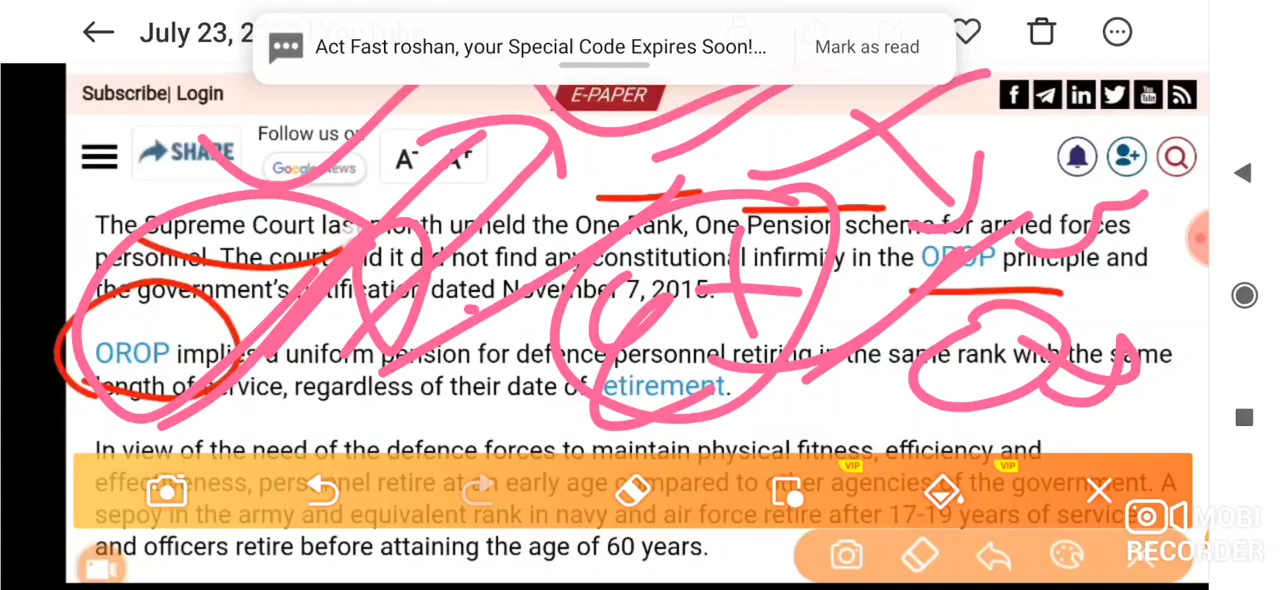 July 23, 2
YouTube
Act Fast roshan, your Special Code Expires Soon!...
Mark as read
Subscribe| Login
E-PAPER
SHARE
Follow us on
Google News
A- A+
The Supreme Court last month upheld the One Rank, One Pension scheme for armed forces
personnel. The court said it did not find any constitutional infirmity in the OROP principle and
the government's notification dated November 7, 2015.
OROP implies a uniform pension for defence personnel retiring in the same rank with the same
length of service, regardless of their date of retirement.
In view of the need of the defence forces to maintain physical fitness, efficiency and
effectiveness, personnel retire at an early age compared to other agencies of the government. A
sepoy in the army and equivalent rank in navy and air force retire after 17-19 years of service
and officers retire before attaining the age of 60 years.
VIP
VIP
MOBI
RECORDER